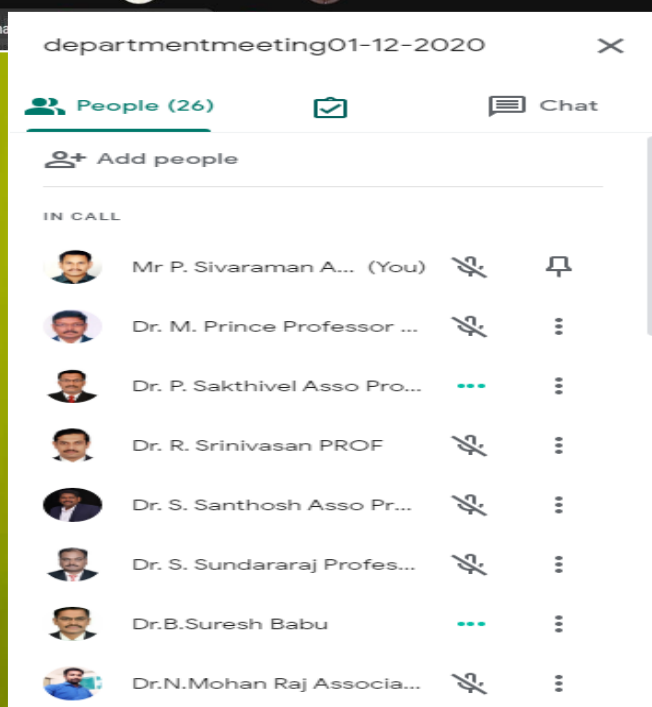 departmentmeeting01-12-2020
People (26) Chat
Add people
IN CALL
Mr P. Sivaraman A... (You)
Dr. M. Prince Professor ...
Dr. P. Sakthivel Asso Pro...
Dr. R. Srinivasan PROF
Dr. S. Santhosh Asso Pr...
Dr. S. Sundararaj Profes...
Dr.B.Suresh Babu
Dr.N.Mohan Raj Associa...